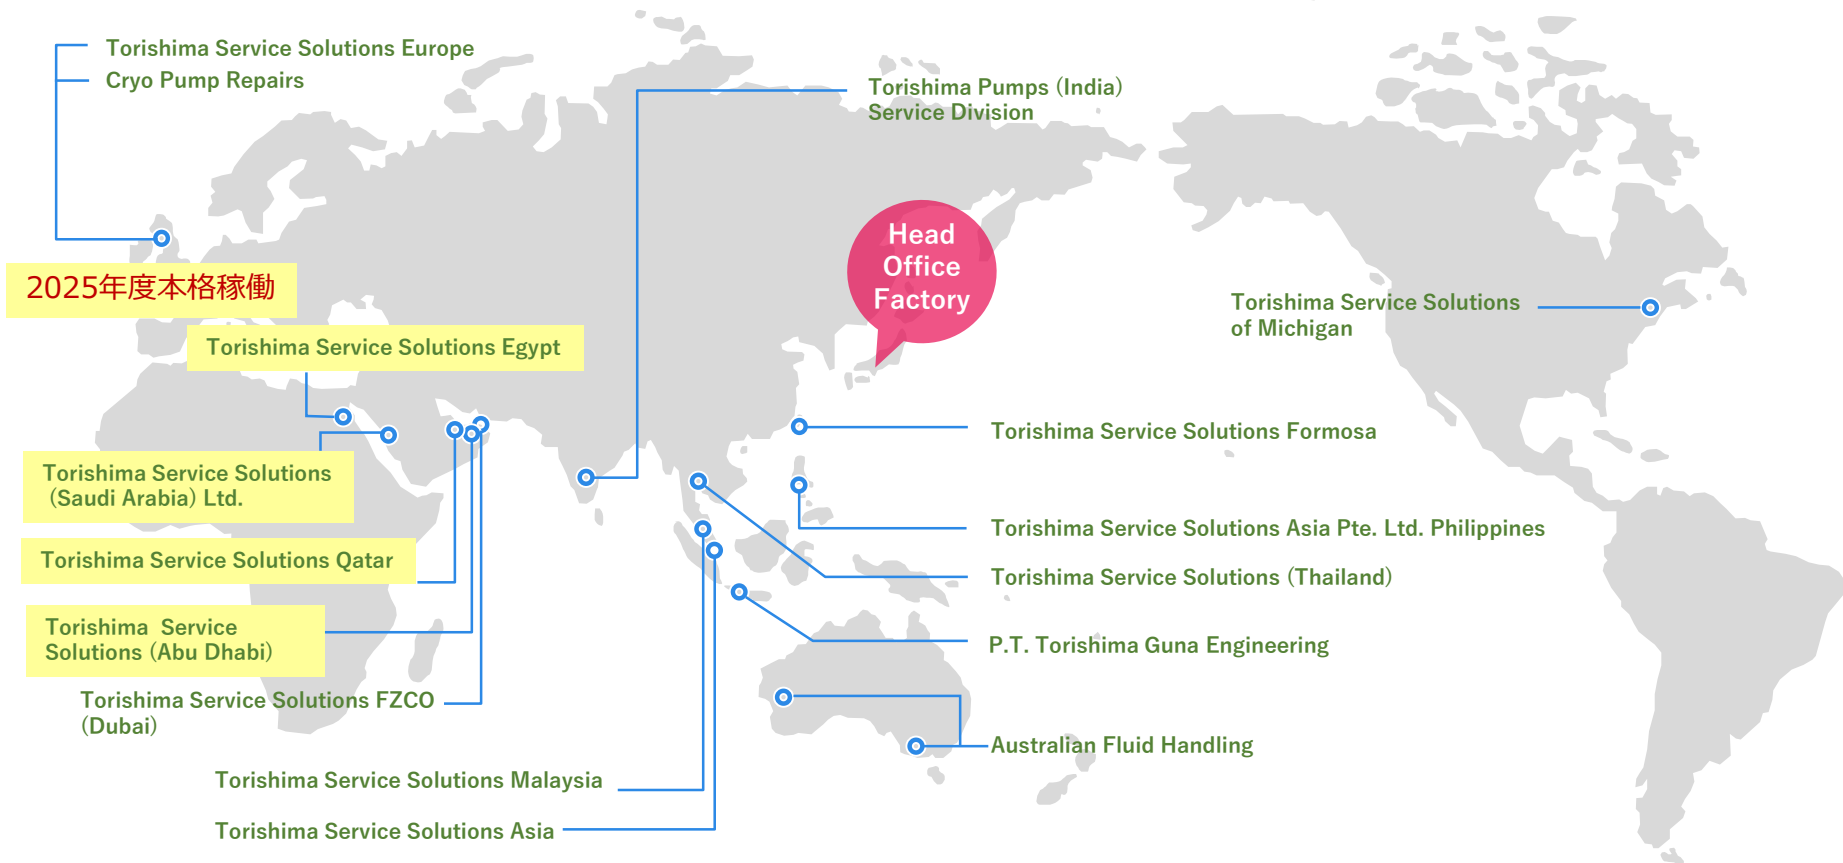 Torishima Service Solutions Europe
Cryo Pump Repairs
Torishima Pumps (India)
Service Division
Head
Office
Factory
2025年度本格稼働
Torishima Service Solutions
of Michigan
Torishima Service Solutions Egypt
Torishima Service Solutions Formosa
Torishima Service Solutions
(Saudi Arabia) Ltd.
Torishima Service Solutions Asia Pte. Ltd. Philippines
Torishima Service Solutions Qatar
Torishima Service Solutions (Thailand)
Torishima Service
Solutions (Abu Dhabi)
P.T. Torishima Guna Engineering
Torishima Service Solutions FZCO
(Dubai)
Australian Fluid Handling
Torishima Service Solutions Malaysia
Torishima Service Solutions Asia